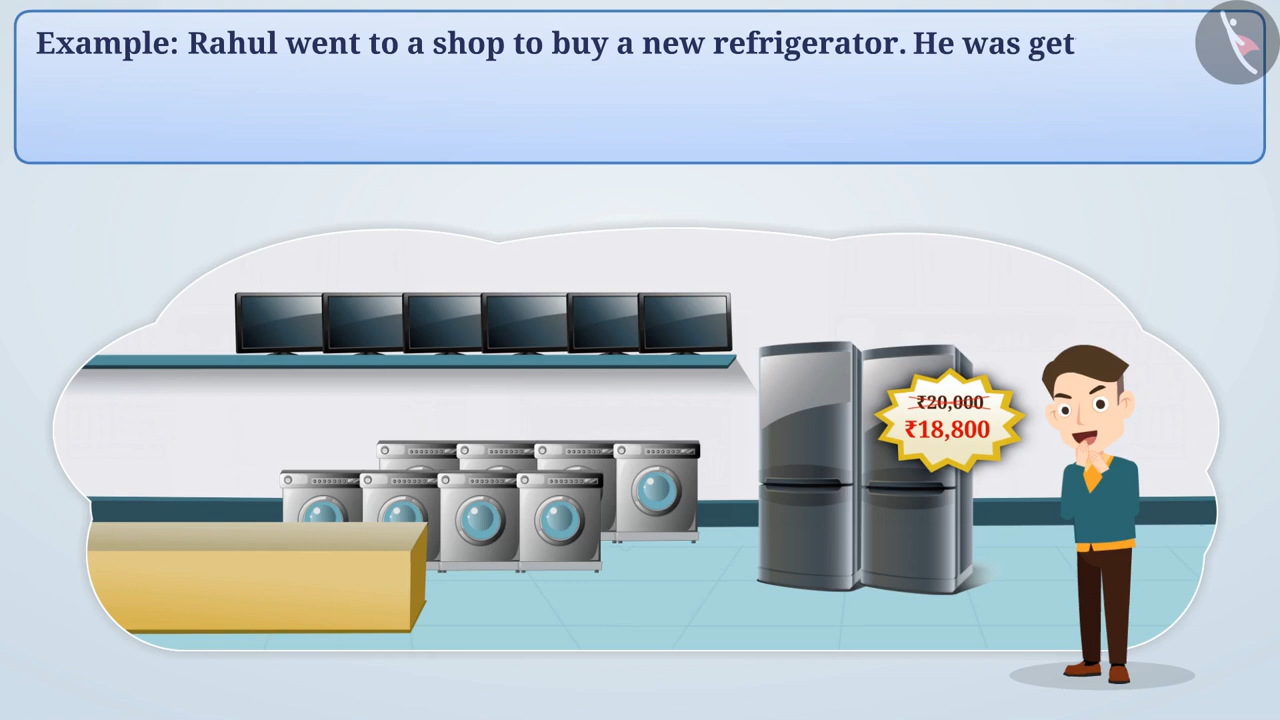 Example: Rahul went to a shop to buy a new refrigerator. He was get
₹20,000
₹18,800